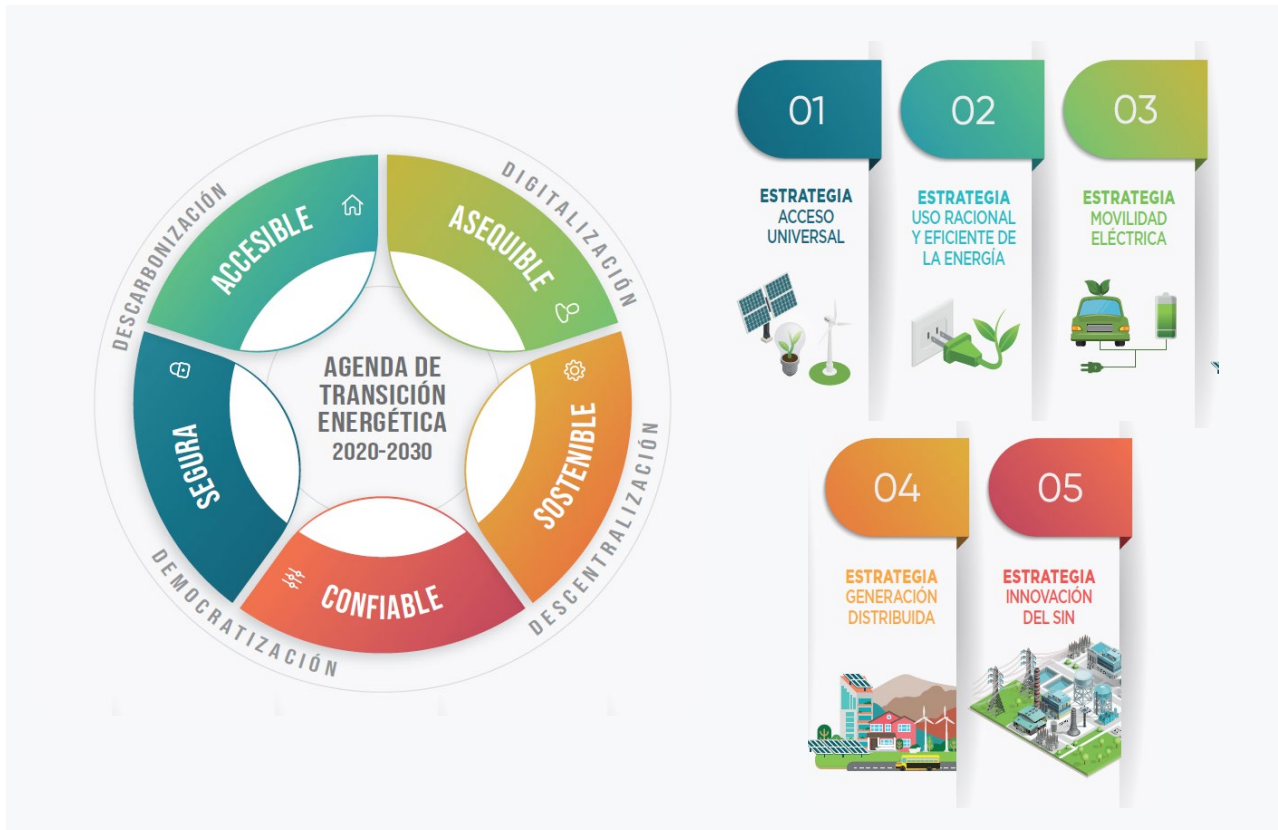 DESCARBONIZACIÓN
DIGITALIZACIÓN
DESCENTRALIZACIÓN
DEMOCRATIZACIÓN
ACCESIBLE
ASEQUIBLE
SOSTENIBLE
CONFIABLE
SEGURA
AGENDA DE
TRANSICIÓN
ENERGÉTICA
2020-2030
01
ESTRATEGIA
ACCESO
UNIVERSAL
02
ESTRATEGIA
USO RACIONAL
Y EFICIENTE DE
LA ENERGÍA
03
ESTRATEGIA
MOVILIDAD
ELÉCTRICA
04
ESTRATEGIA
GENERACIÓN
DISTRIBUIDA
05
ESTRATEGIA
INNOVACIÓN
DEL SIN